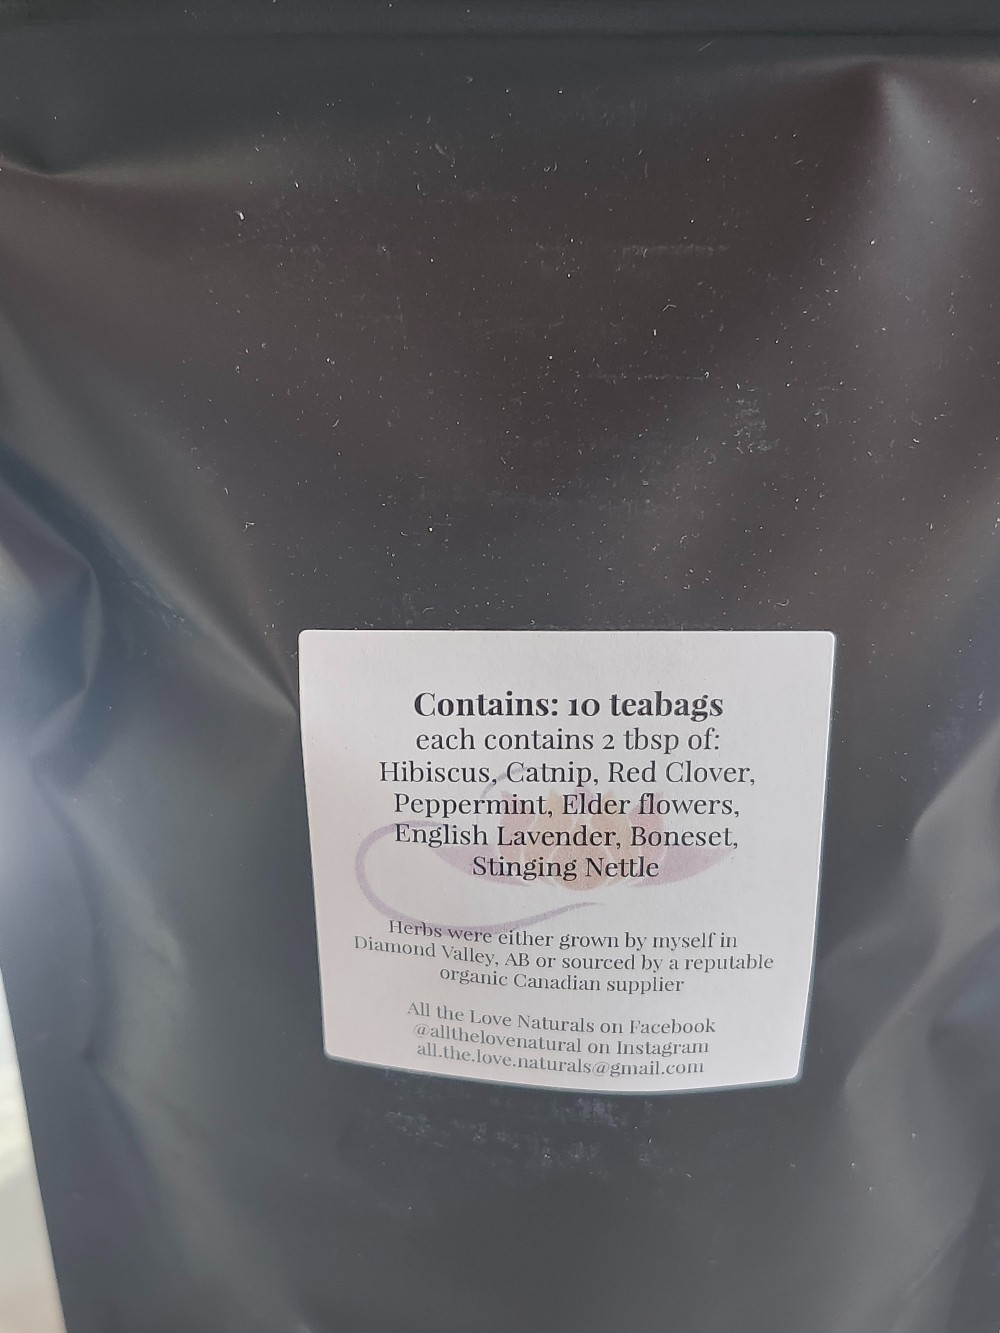 Contains: 10 teabags
each contains 2 tbsp of:
Hibiscus, Catnip, Red Clover,
Peppermint, Elder flowers,
English Lavender, Boneset,
Stinging Nettle
Herbs were either grown by myself in
Diamond Valley, AB or sourced by a reputable
organic Canadian supplier
All the Love Naturals on Facebook
@allthelovenatural on Instagram
all.the.love.naturals@gmail.com